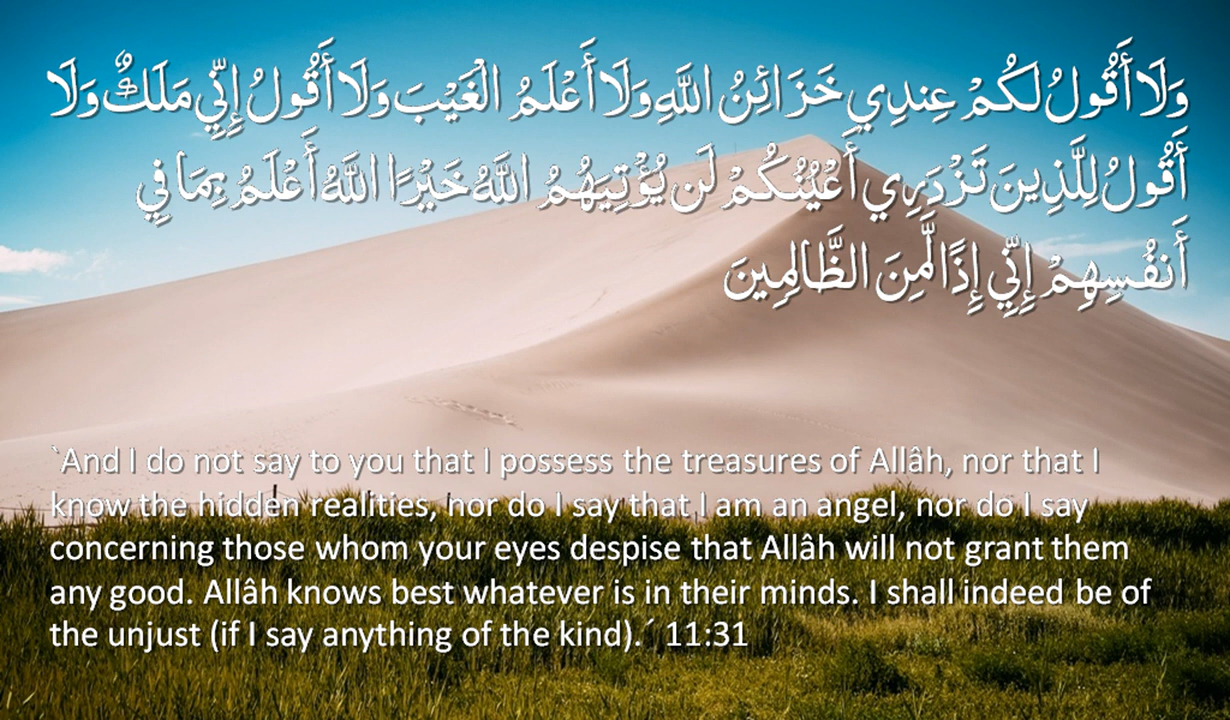 وَلَا أَقُولُ لَكُمْ عِندِي خَزَائِنُ اللَّهِ وَلَا أَعْلَمُ الْغَيْبَ وَلَا أَقُولُ إِنِّي مَلَكٌ وَلَا
أَقُولُ لِلَّذِينَ تَزْدَرِي أَعْيُنُكُمْ لَن يُؤْتِيَهُمُ اللَّهُ خَيْرًا اللَّهُ أَعْلَمُ بِمَا فِي
أَنفُسِهِمْ إِنِّي إِذًا لَّمِنَ الظَّالِمِينَ
`And I do not say to you that I possess the treasures of Allâh, nor that I
know the hidden realities, nor do I say that I am an angel, nor do I say
concerning those whom your eyes despise that Allâh will not grant them
any good. Allâh knows best whatever is in their minds. I shall indeed be of
the unjust (if I say anything of the kind).´ 11:31